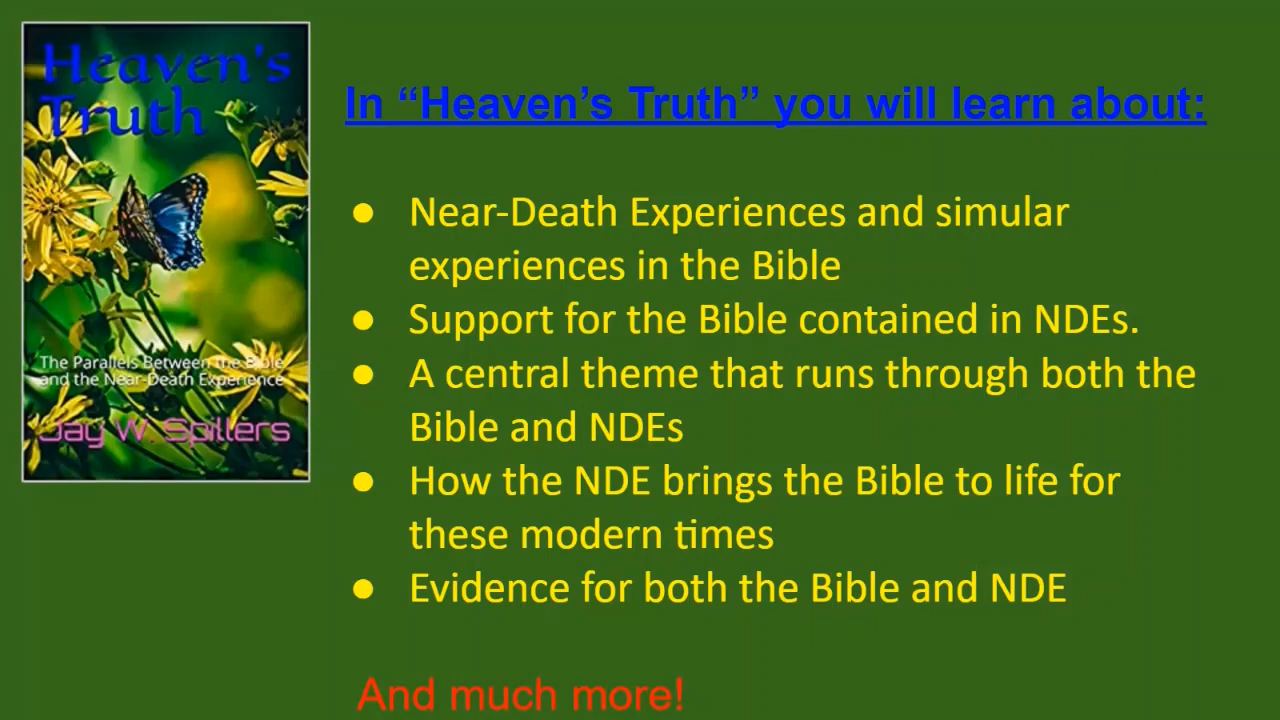 Heaven's
Truth
The Parallels Between the Bible
and the Near-Death Experience
Jay W. Spillers
In “Heaven’s Truth” you will learn about:
● Near-Death Experiences and simular
experiences in the Bible
● Support for the Bible contained in NDEs.
● A central theme that runs through both the
Bible and NDEs
● How the NDE brings the Bible to life for
these modern times
● Evidence for both the Bible and NDE
And much more!